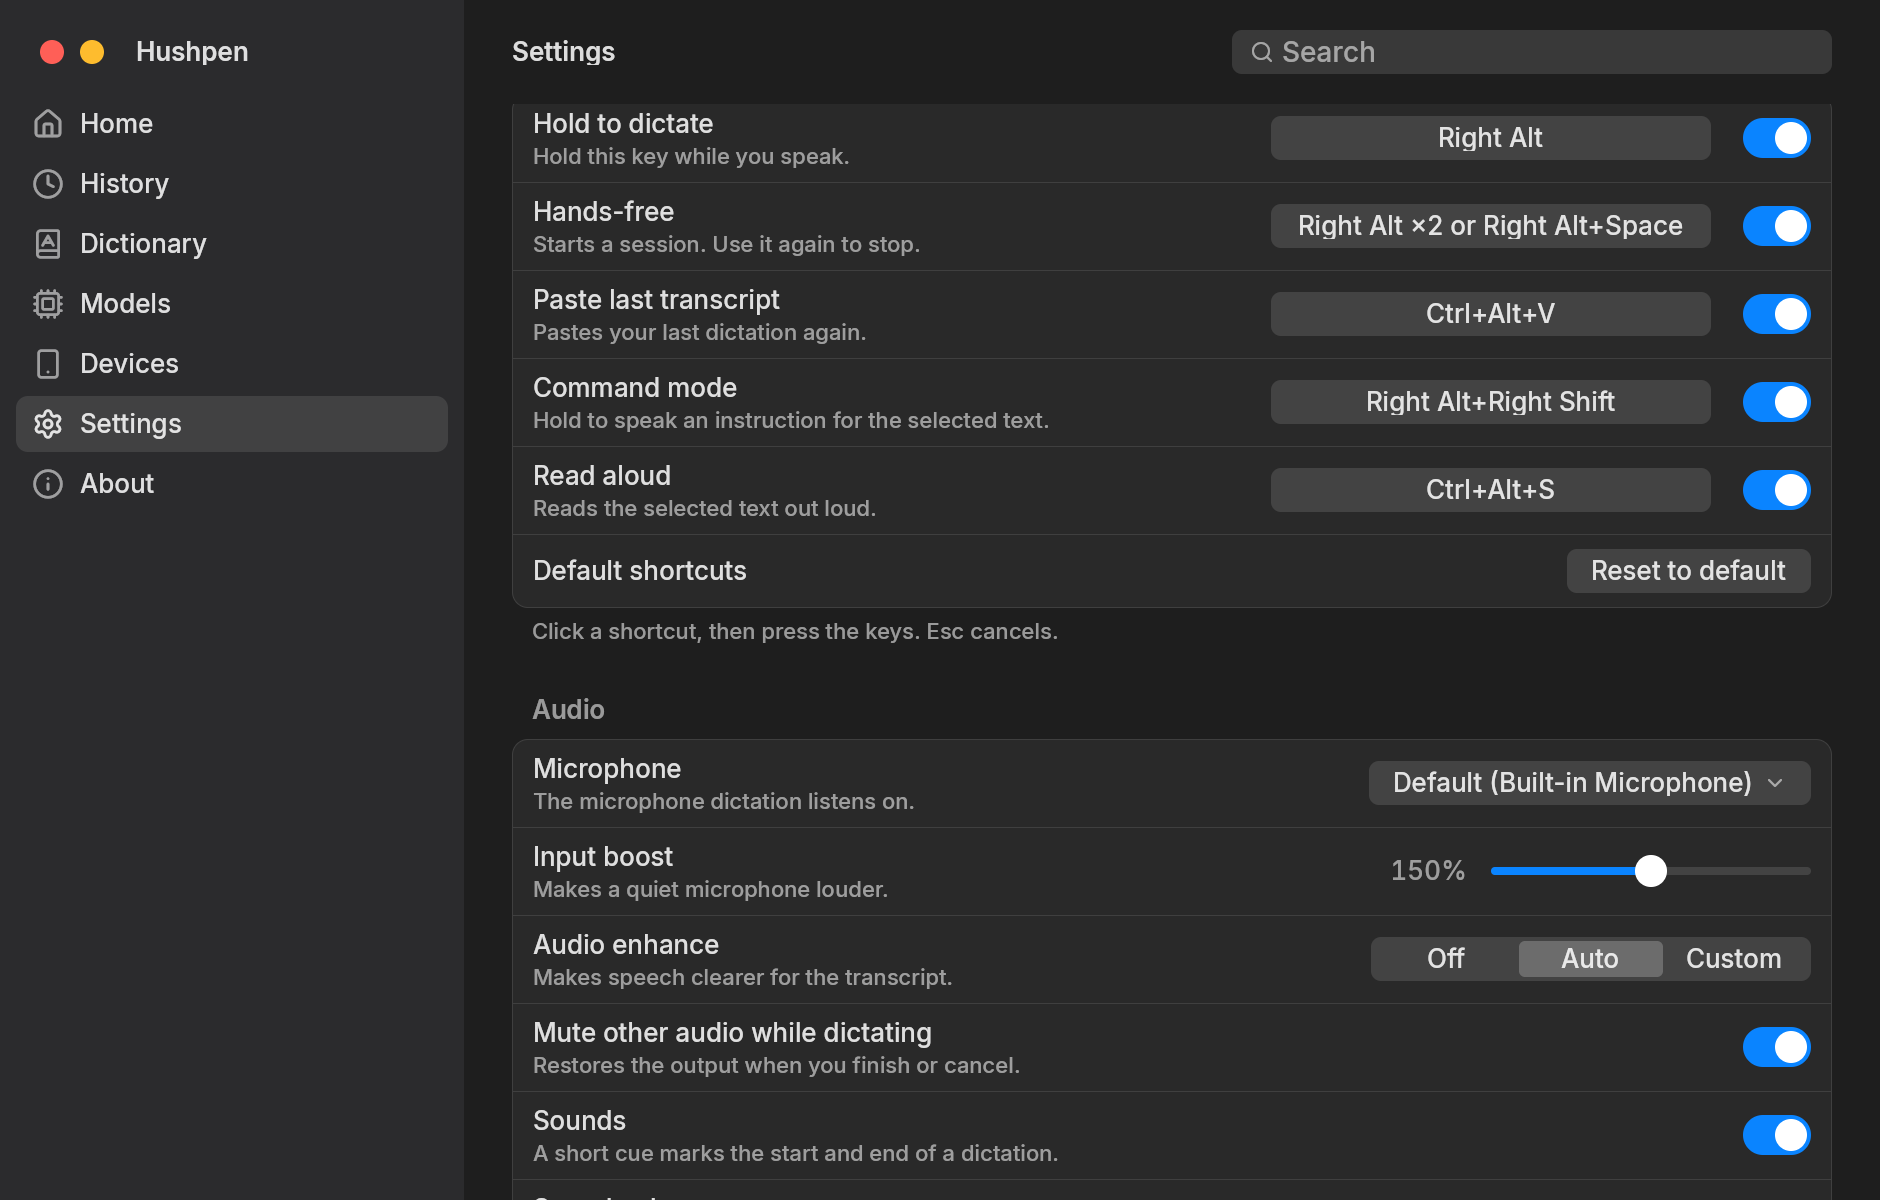 Hushpen
Home
History
Dictionary
Models
Devices
Settings
About
Settings
Search
Hold to dictate
Hold this key while you speak.
Right Alt
Hands-free
Starts a session. Use it again to stop.
Right Alt ×2 or Right Alt+Space
Paste last transcript
Pastes your last dictation again.
Ctrl+Alt+V
Command mode
Hold to speak an instruction for the selected text.
Right Alt+Right Shift
Read aloud
Reads the selected text out loud.
Ctrl+Alt+S
Default shortcuts
Reset to default
Click a shortcut, then press the keys. Esc cancels.
Audio
Microphone
The microphone dictation listens on.
Default (Built-in Microphone)
Input boost
Makes a quiet microphone louder.
150%
Audio enhance
Makes speech clearer for the transcript.
Off
Auto
Custom
Mute other audio while dictating
Restores the output when you finish or cancel.
Sounds
A short cue marks the start and end of a dictation.